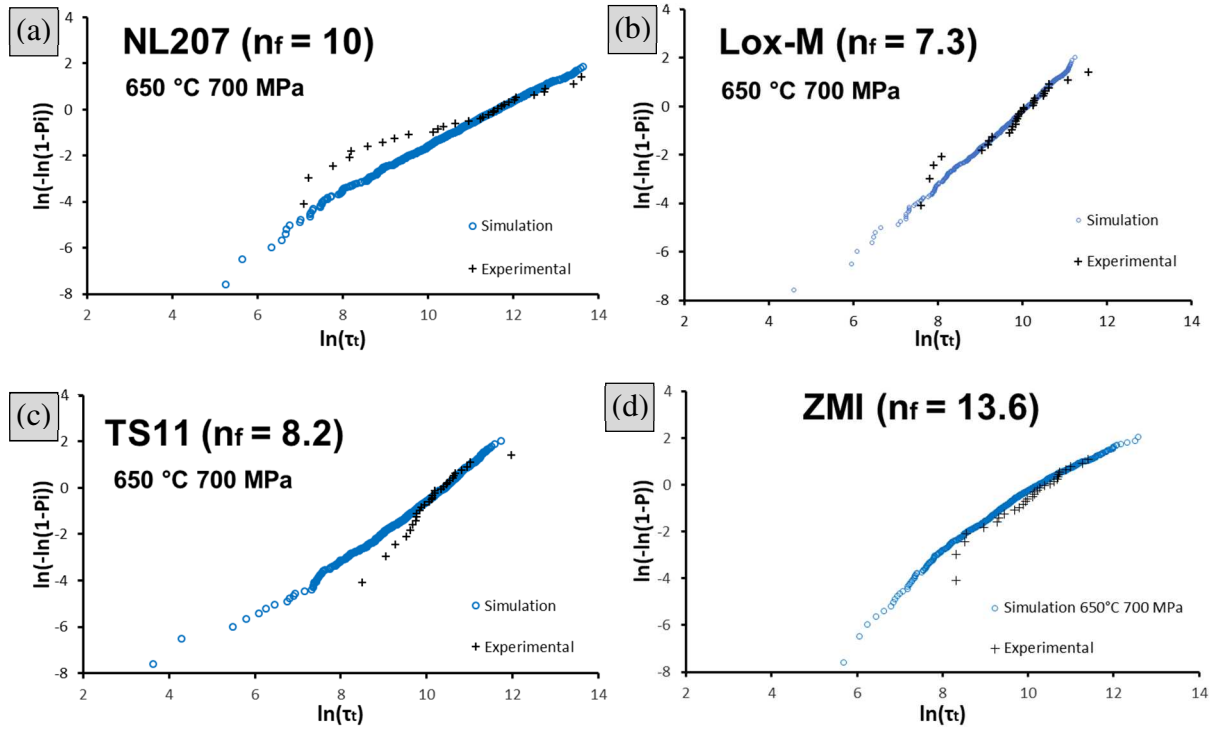 (a)
NL207 (nf = 10)
650 °C 700 MPa
ln(-ln(1-Pi))
4
2
0
-2
-4
-6
-8
2
4
6
8
10
12
14
ln(τt)
Simulation
Experimental
(b)
Lox-M (nf = 7.3)
650 °C 700 MPa
ln(-ln(1-Pi))
4
2
0
-2
-4
-6
-8
2
4
6
8
10
12
14
ln(τt)
Simulation
Experimental
(c)
TS11 (nf = 8.2)
650 °C 700 MPa
ln(-ln(1-Pi))
4
2
0
-2
-4
-6
-8
2
4
6
8
10
12
14
ln(τt)
Simulation
Experimental
(d)
ZMI (nf = 13.6)
ln(-ln(1-P))
4
2
0
-2
-4
-6
-8
2
4
6
8
10
12
14
ln(τt)
Simulation 650°C 700 MPa
Experimental